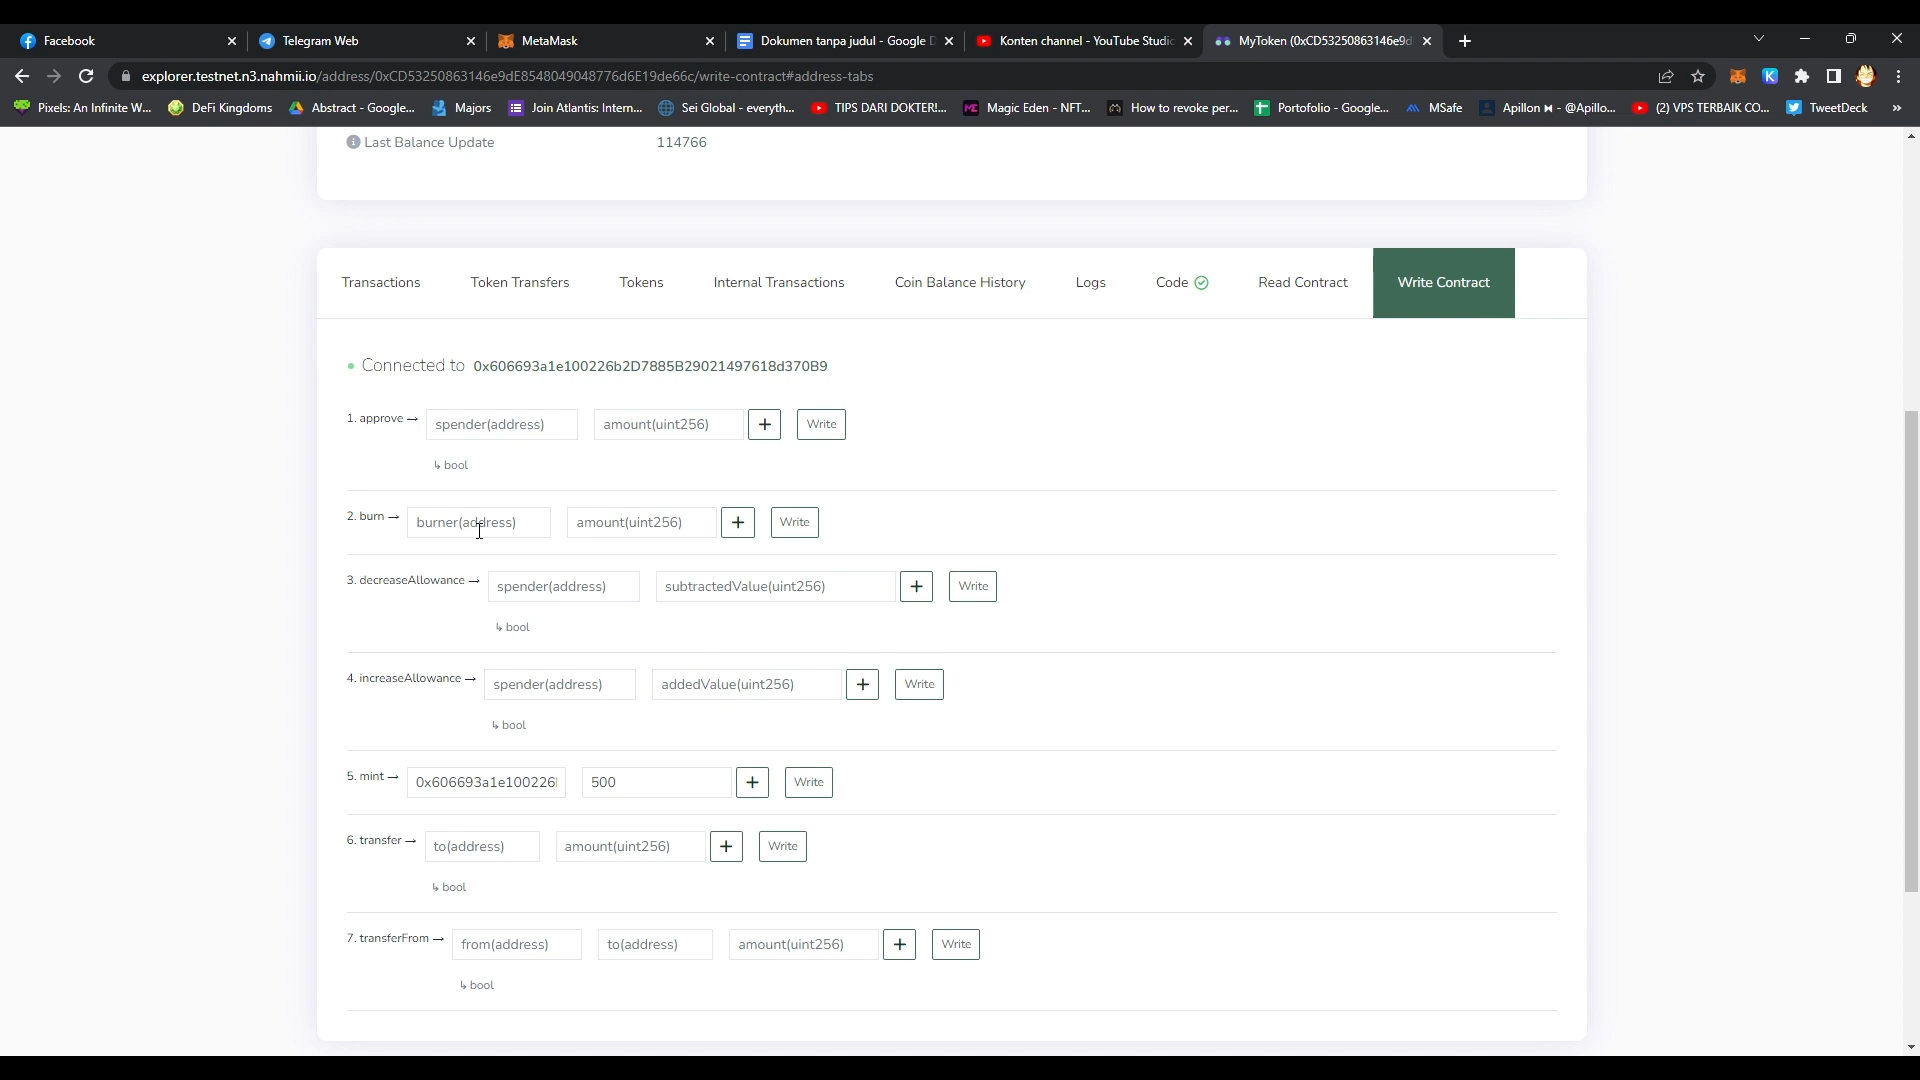 Facebook
Telegram Web
MetaMask
Dokumen tanpa judul - Google D
Konten channel - YouTube Studio
MyToken (0xCD53250863146e9d
explorer.testnet.n3.nahmii.io/address/0xCD53250863146e9dE8548049048776d6E19de66c/write-contract#address-tabs
Pixels: An Infinite W...
DeFi Kingdoms
Abstract - Google...
Majors
Join Atlantis: Intern...
Sei Global - everyth...
TIPS DARI DOKTER!...
Magic Eden - NFT...
How to revoke per...
Portofolio - Google...
MSafe
Apillon ⧓ - @Apillo...
(2) VPS TERBAIK CO...
TweetDeck
»
Last Balance Update 114766
Transactions Token Transfers Tokens Internal Transactions Coin Balance History Logs Code Read Contract Write Contract
Connected to 0x606693a1e100226b2D7885B29021497618d370B9
1. approve → spender(address) amount(uint256) + Write
↳ bool
2. burn → burner(address) amount(uint256) + Write
3. decreaseAllowance → spender(address) subtractedValue(uint256) + Write
↳ bool
4. increaseAllowance → spender(address) addedValue(uint256) + Write
↳ bool
5. mint → 0x606693a1e100226 500 + Write
6. transfer → to(address) amount(uint256) + Write
↳ bool
7. transferFrom → from(address) to(address) amount(uint256) + Write
↳ bool